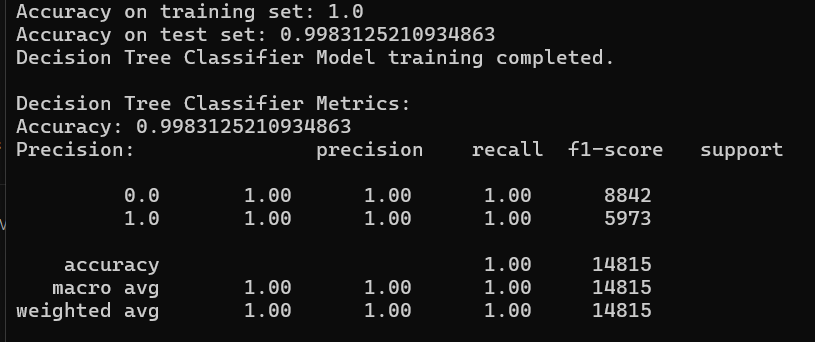 Accuracy on training set: 1.0
Accuracy on test set: 0.9983125210934863
Decision Tree Classifier Model training completed.
Decision Tree Classifier Metrics:
Accuracy: 0.9983125210934863
Precision: precision recall f1-score support
0.0 1.00 1.00 1.00 8842
1.0 1.00 1.00 1.00 5973
accuracy 1.00 14815
macro avg 1.00 1.00 1.00 14815
weighted avg 1.00 1.00 1.00 14815